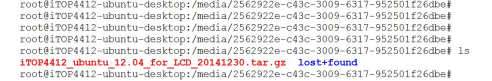 root@iTOP4412-ubuntu-desktop:/media/2562922e-c43c-3009-6317-952501f26dbe#
root@iTOP4412-ubuntu-desktop:/media/2562922e-c43c-3009-6317-952501f26dbe#
root@iTOP4412-ubuntu-desktop:/media/2562922e-c43c-3009-6317-952501f26dbe#
root@iTOP4412-ubuntu-desktop:/media/2562922e-c43c-3009-6317-952501f26dbe# ls
iTOP4412_ubuntu_12.04_for_LCD_20141230.tar.gz lost+found
root@iTOP4412-ubuntu-desktop:/media/2562922e-c43c-3009-6317-952501f26dbe#